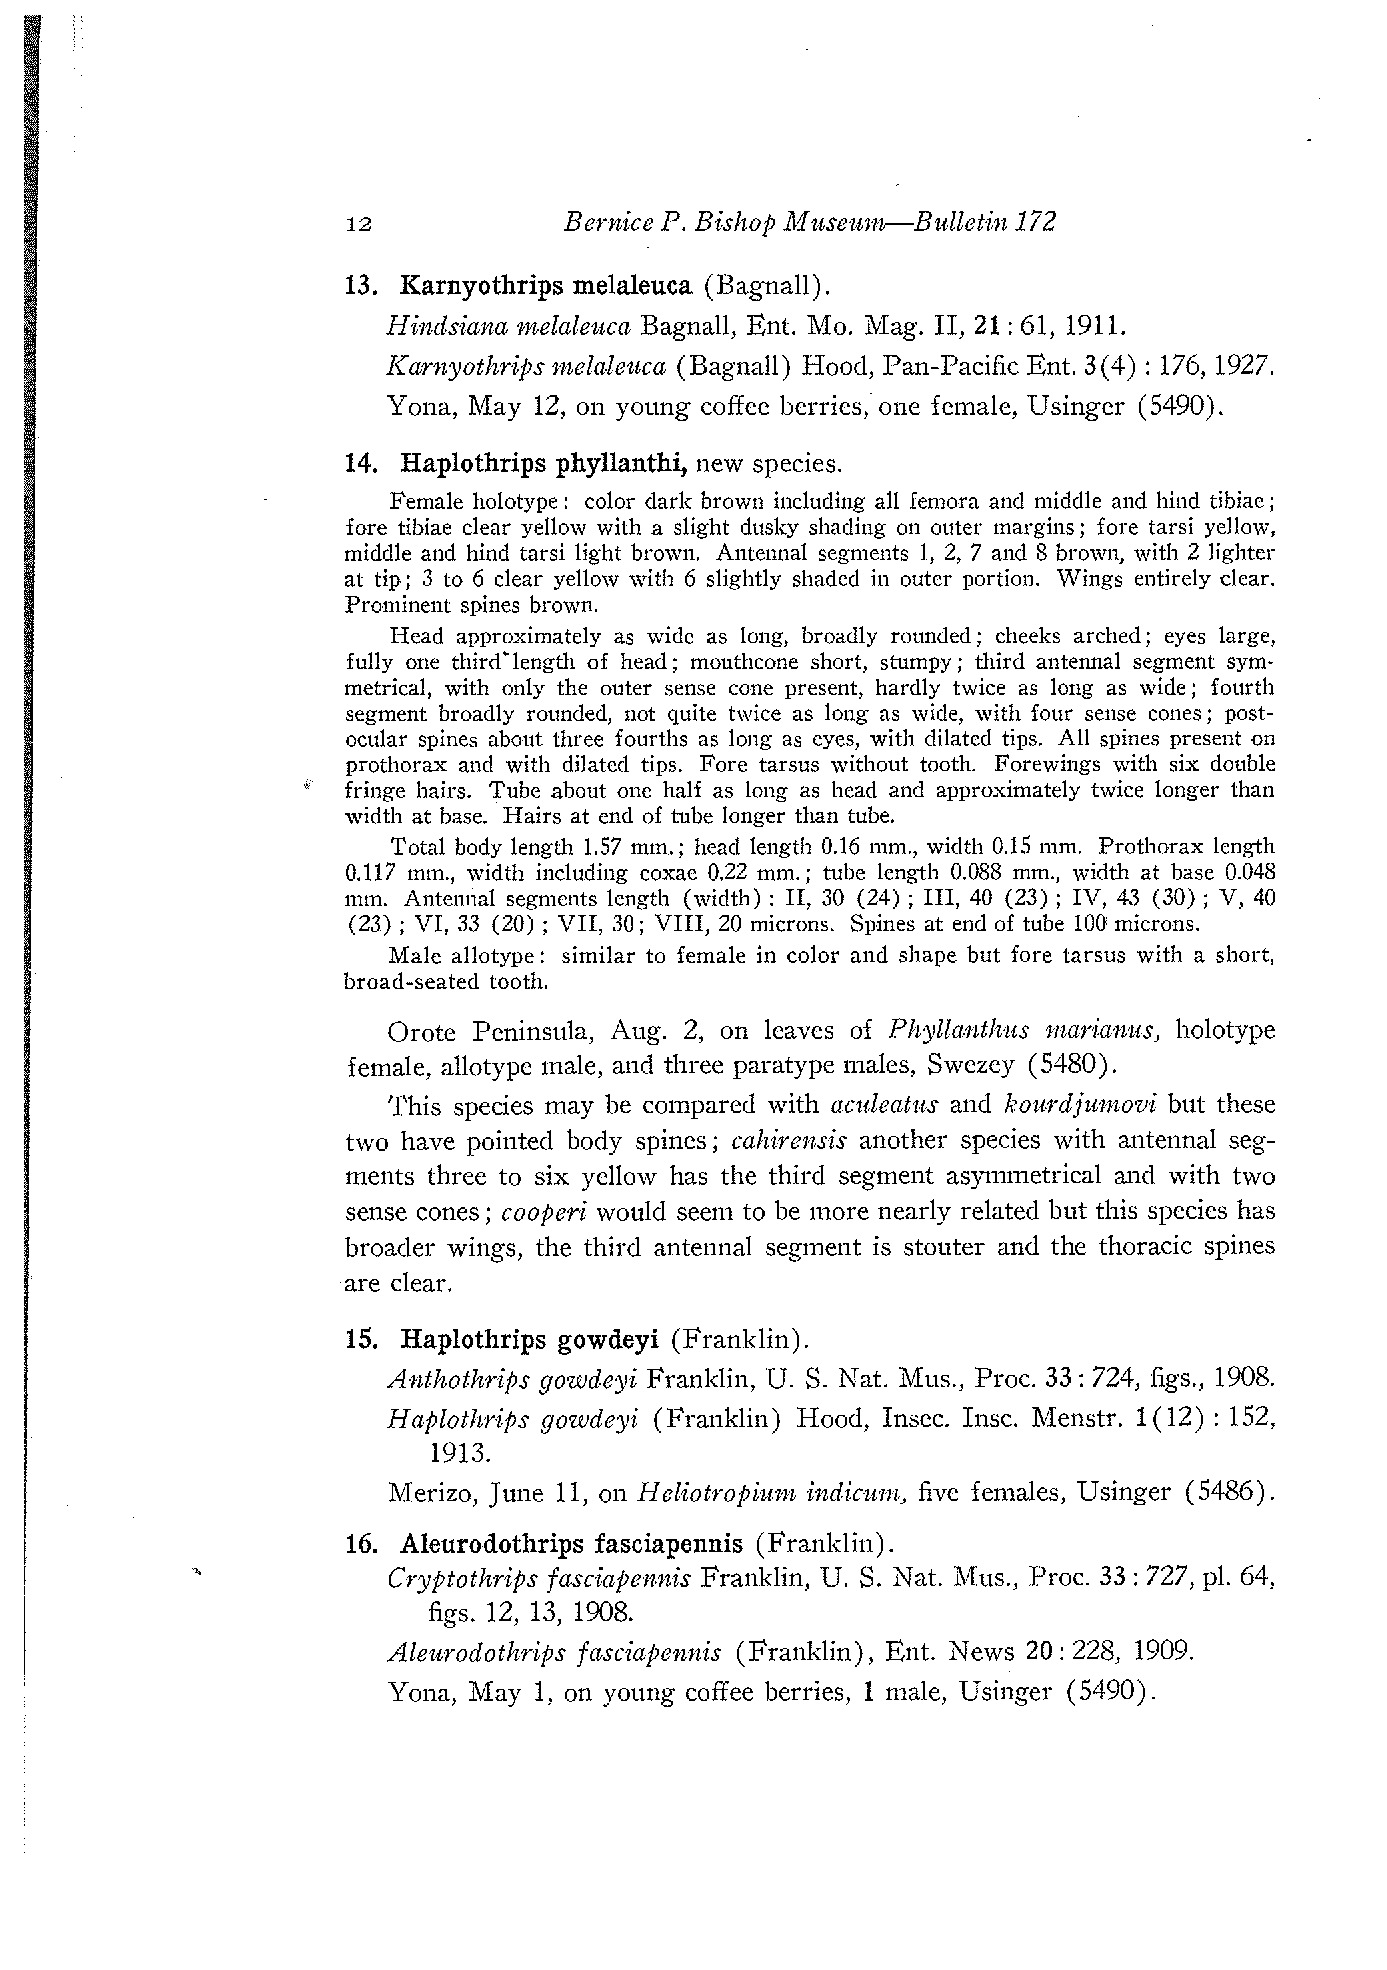 12 Bernice P. Bishop Museum—Bulletin 172
13. Karnyothrips melaleuca (Bagnall).
Hindsiana melaleuca Bagnall, Ent. Mo. Mag. II, 21 : 61, 1911.
Karnyothrips melaleuca (Bagnall) Hood, Pan-Pacific Ent. 3(4) : 176, 1927.
Yona, May 12, on young coffee berries, one female, Usinger (5490).
14. Haplothrips phyllanthi, new species.
Female holotype: color dark brown including all femora and middle and hind tibiae;
fore tibiae clear yellow with a slight dusky shading on outer margins; fore tarsi yellow,
middle and hind tarsi light brown. Antennal segments 1, 2, 7 and 8 brown, with 2 lighter
at tip; 3 to 6 clear yellow with 6 slightly shaded in outer portion. Wings entirely clear.
Prominent spines brown.
Head approximately as wide as long, broadly rounded; cheeks arched; eyes large,
fully one third length of head; mouthcone short, stumpy; third antennal segment sym-
metrical, with only the outer sense cone present, hardly twice as long as wide; fourth
segment broadly rounded, not quite twice as long as wide, with four sense cones; post-
ocular spines about three fourths as long as eyes, with dilated tips. All spines present on
prothorax and with dilated tips. Fore tarsus without tooth. Forewings with six double
fringe hairs. Tube about one half as long as head and approximately twice longer than
width at base. Hairs at end of tube longer than tube.
Total body length 1.57 mm.; head length 0.16 mm., width 0.15 mm. Prothorax length
0.117 mm., width including coxae 0.22 mm.; tube length 0.088 mm., width at base 0.048
mm. Antennal segments length (width) : II, 30 (24) ; III, 40 (23) ; IV, 43 (30) ; V, 40
(23) ; VI, 33 (20) ; VII, 30; VIII, 20 microns. Spines at end of tube 100 microns.
Male allotype: similar to female in color and shape but fore tarsus with a short,
broad-seated tooth.
Orote Peninsula, Aug. 2, on leaves of Phyllanthus marianus, holotype
female, allotype male, and three paratype males, Swezey (5480).
This species may be compared with aculeatus and kourdjumovi but these
two have pointed body spines; cahirensis another species with antennal seg-
ments three to six yellow has the third segment asymmetrical and with two
sense cones; cooperi would seem to be more nearly related but this species has
broader wings, the third antennal segment is stouter and the thoracic spines
are clear.
15. Haplothrips gowdeyi (Franklin).
Anthothrips gowdeyi Franklin, U. S. Nat. Mus., Proc. 33 : 724, figs., 1908.
Haplothrips gowdeyi (Franklin) Hood, Insec. Insc. Menstr. 1(12) : 152,
1913.
Merizo, June 11, on Heliotropium indicum, five females, Usinger (5486).
16. Aleurodothrips fasciapennis (Franklin).
Cryptothrips fasciapennis Franklin, U. S. Nat. Mus., Proc. 33 : 727, pl. 64,
figs. 12, 13, 1908.
Aleurodothrips fasciapennis (Franklin), Ent. News 20 : 228, 1909.
Yona, May 1, on young coffee berries, 1 male, Usinger (5490).